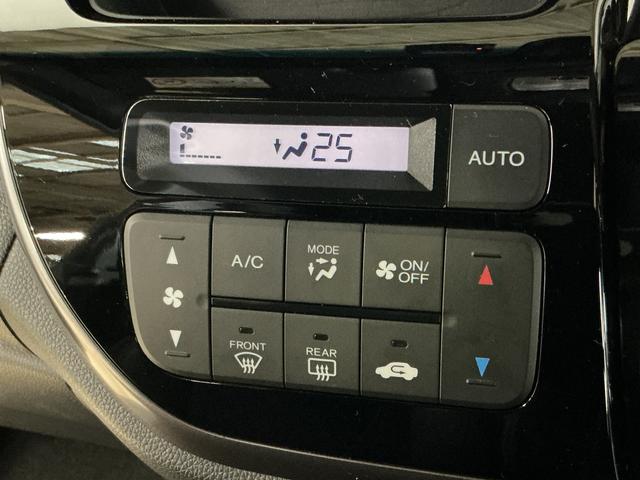 25
AUTO
A/C
MODE
ON/
OFF
FRONT
REAR